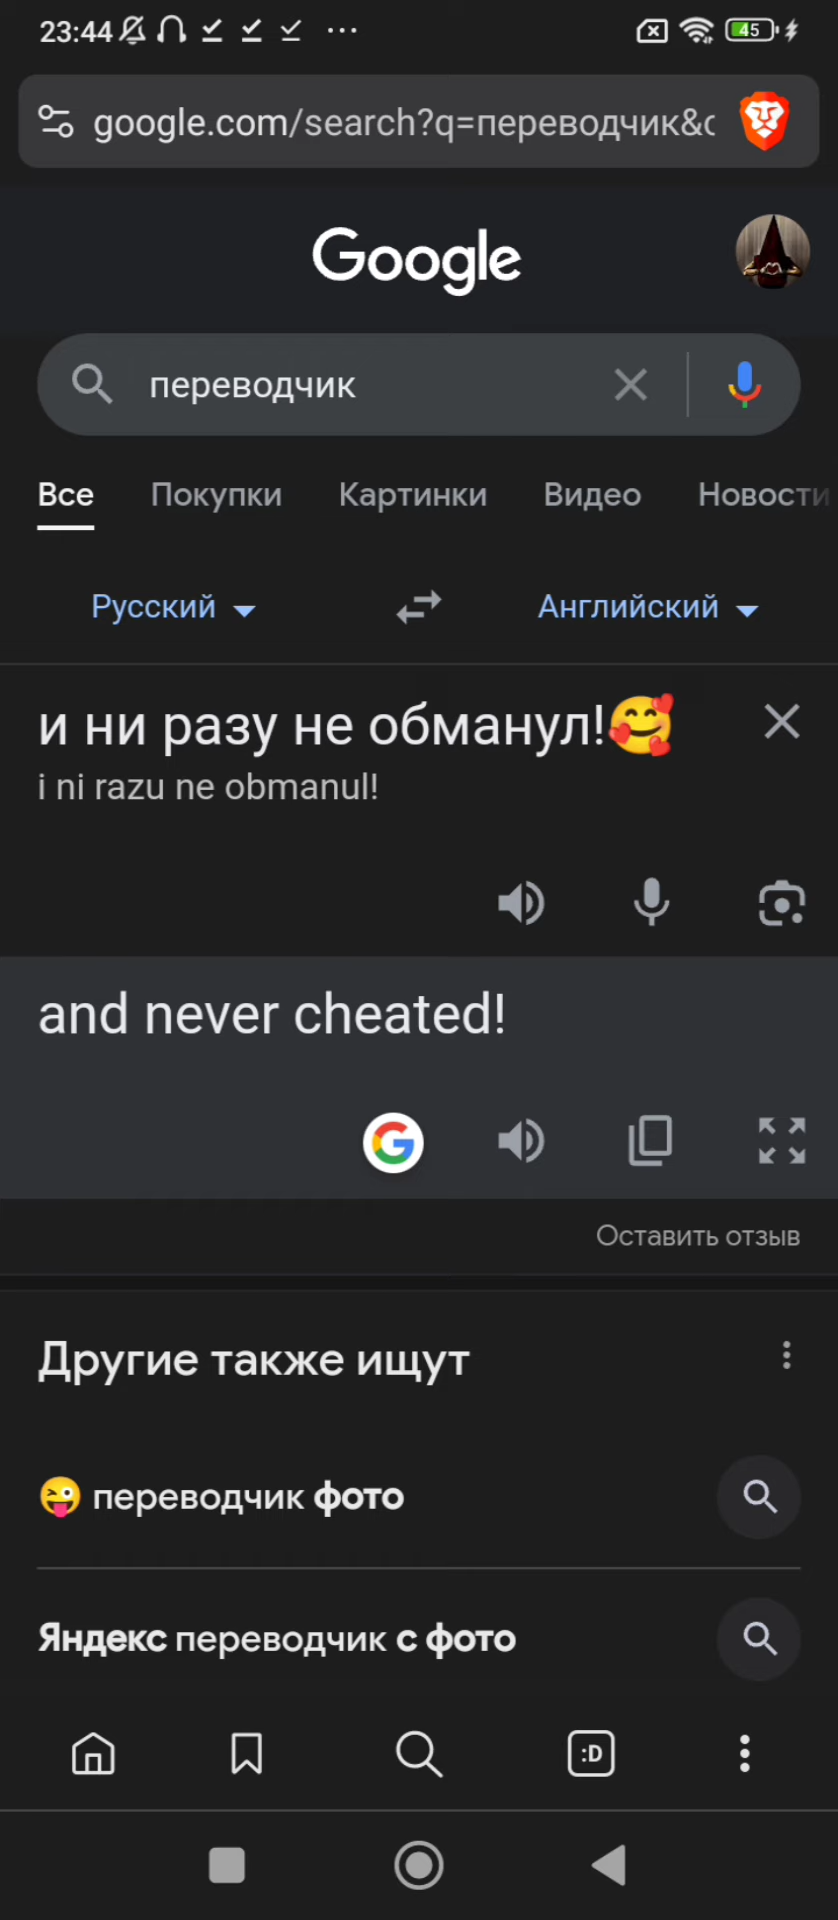 23:44
45
google.com/search?q=переводчик&c
Google
переводчик
Все Покупки Картинки Видео Новости
Русский Английский
и ни разу не обманул!🥰
i ni razu ne obmanul!
and never cheated!
Оставить отзыв
Другие также ищут
😜 переводчик фото
Яндекс переводчик с фото
:D